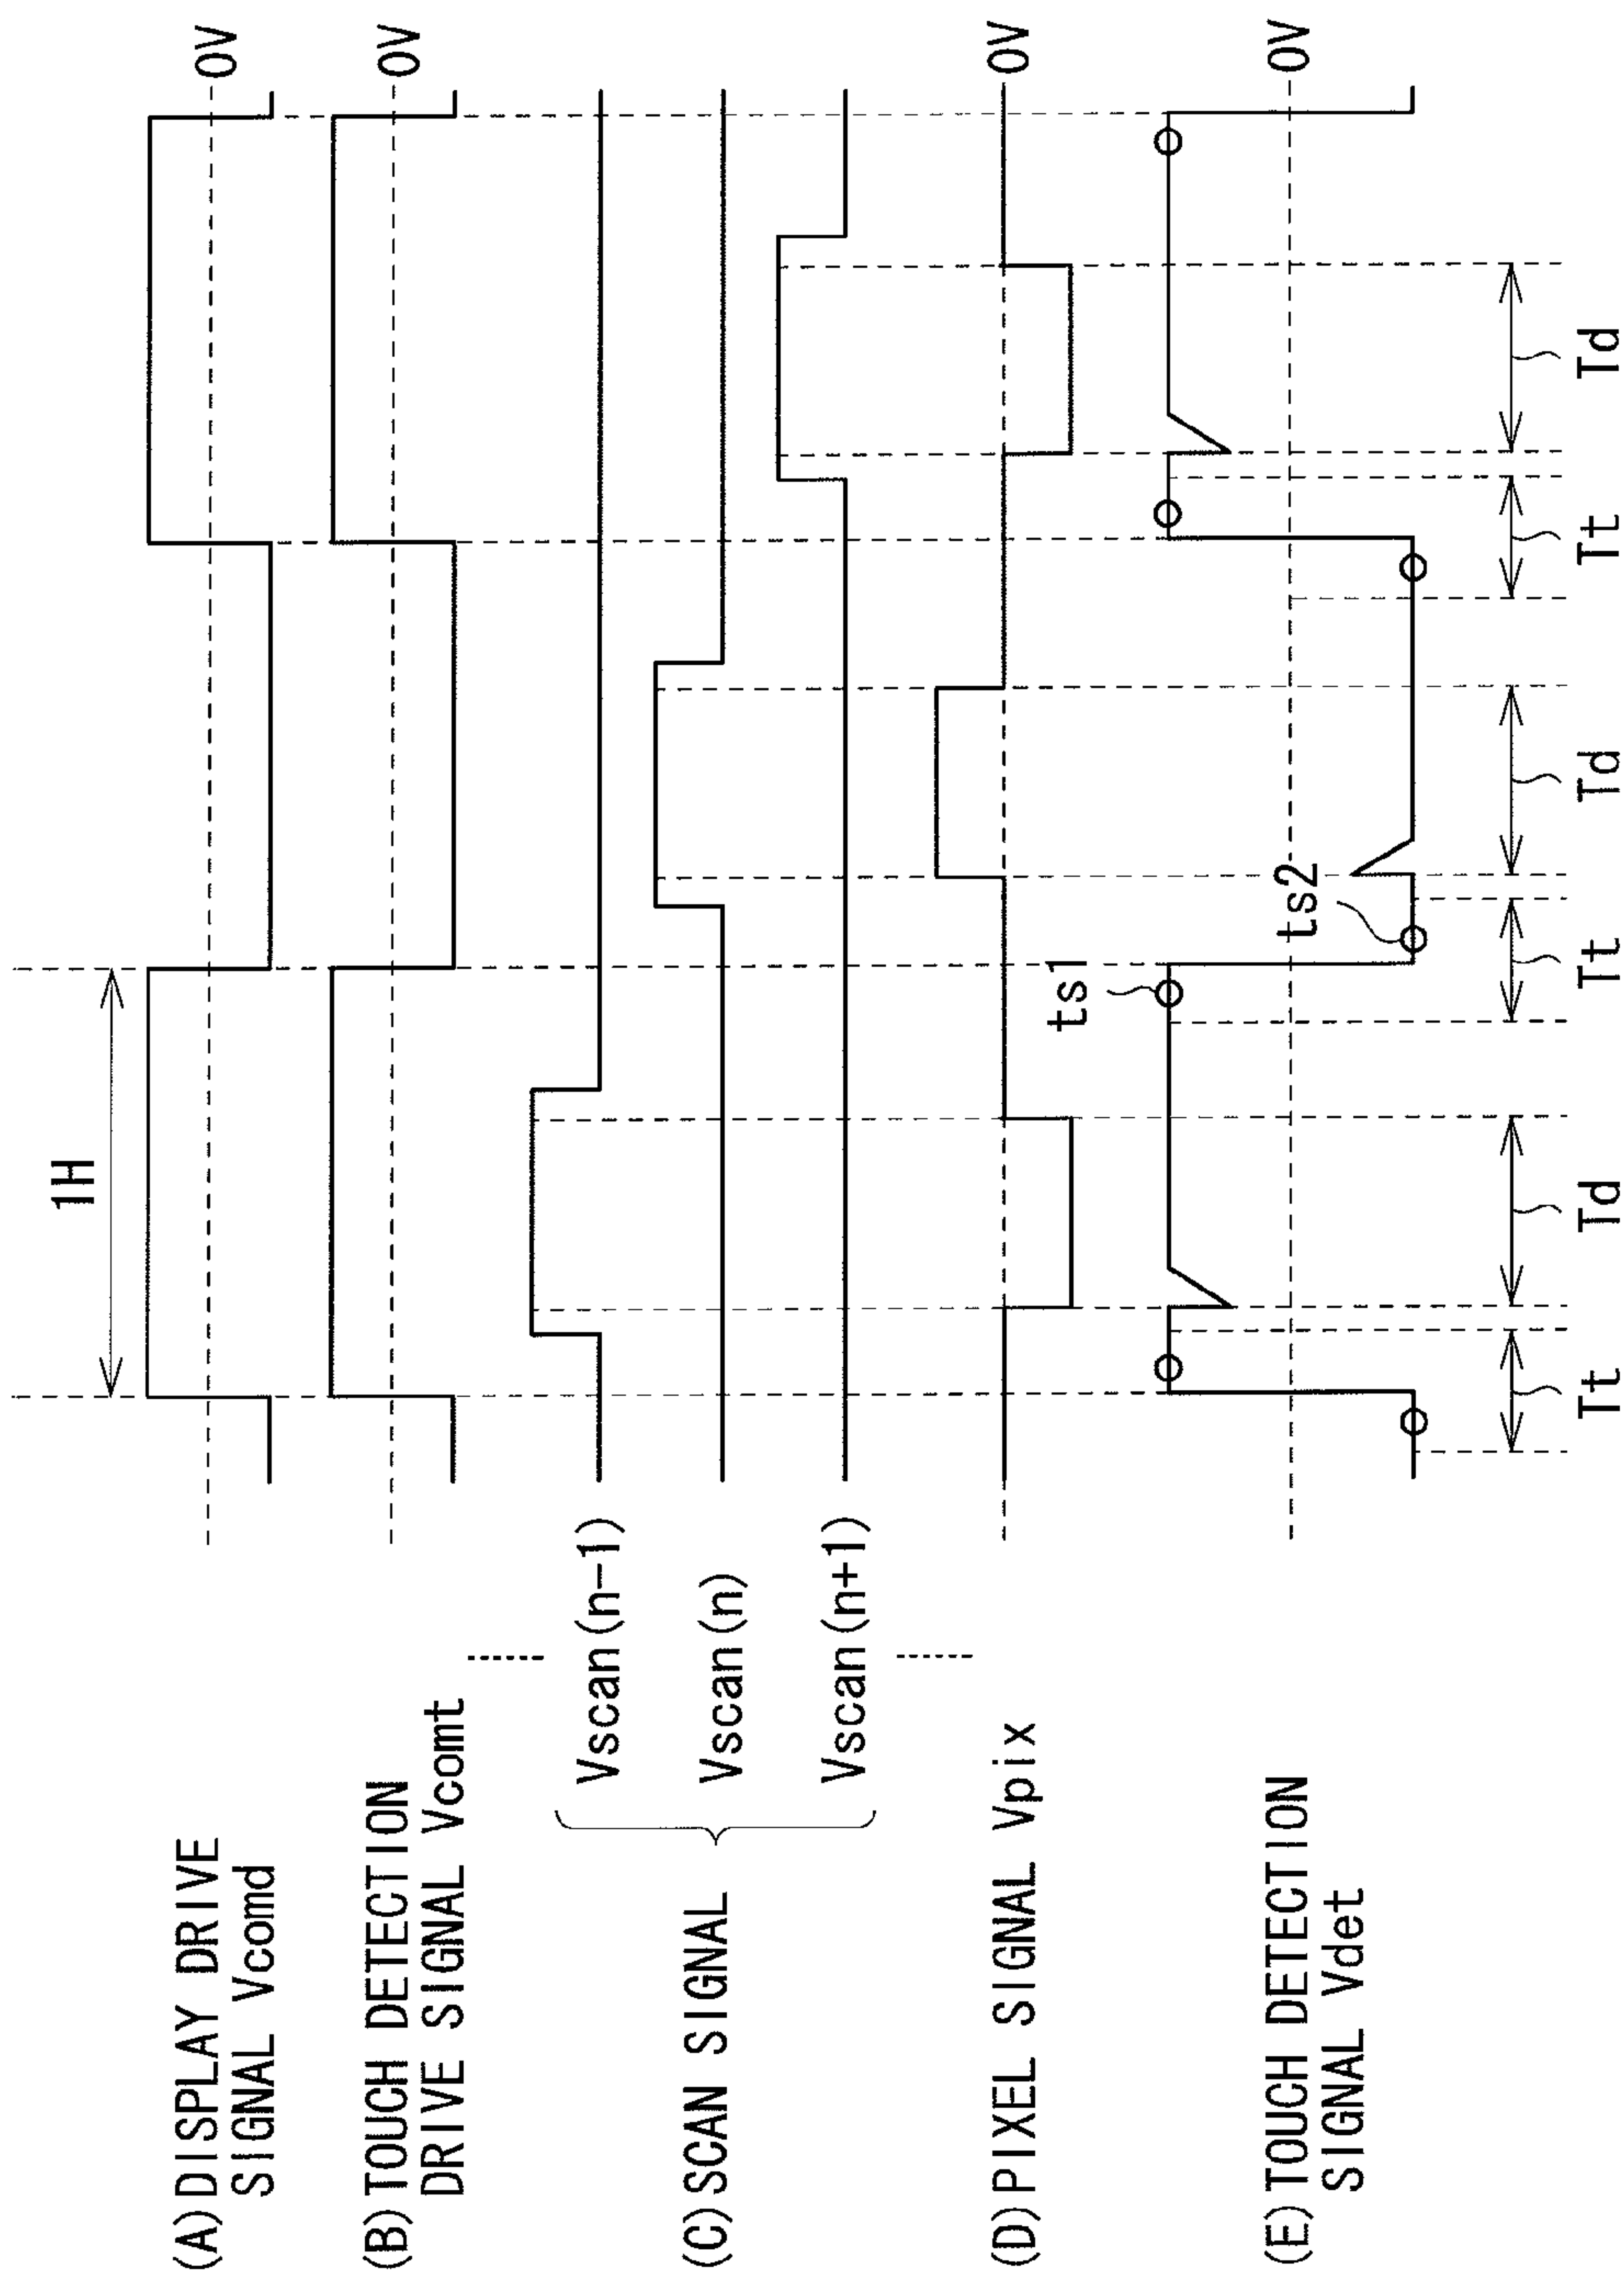 1H
(A)DISPLAY DRIVE
SIGNAL Vcomd
0V
(B)TOUCH DETECTION
DRIVE SIGNAL Vcomt
0V
(C)SCAN SIGNAL
Vscan(n-1)
Vscan(n)
Vscan(n+1)
(D)PIXEL SIGNAL Vpix
0V
(E)TOUCH DETECTION
SIGNAL Vdet
ts1
ts2
0V
Tt
Td
Tt
Td
Tt
Td